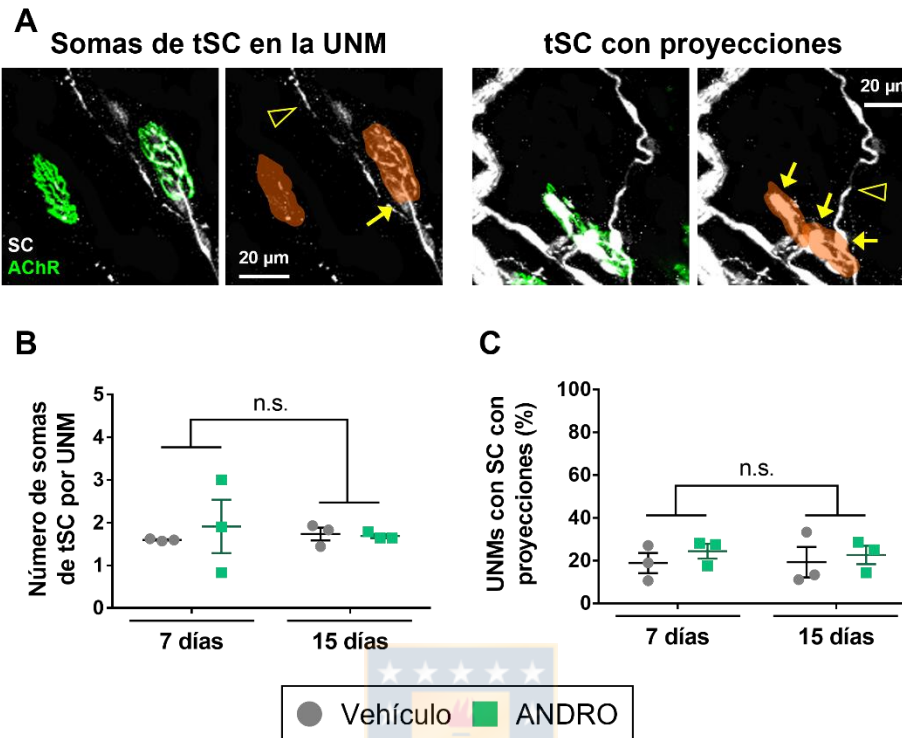 A
Somas de tSC en la UNM
tSC con proyecciones
SC
AChR
20 µm
20 µm
B
Número de somas
de tSC por UNM
5
4
3
2
1
0
n.s.
7 días
15 días
C
UNMs con SC con
proyecciones (%)
100
80
60
40
20
0
n.s.
7 días
15 días
Vehículo
ANDRO